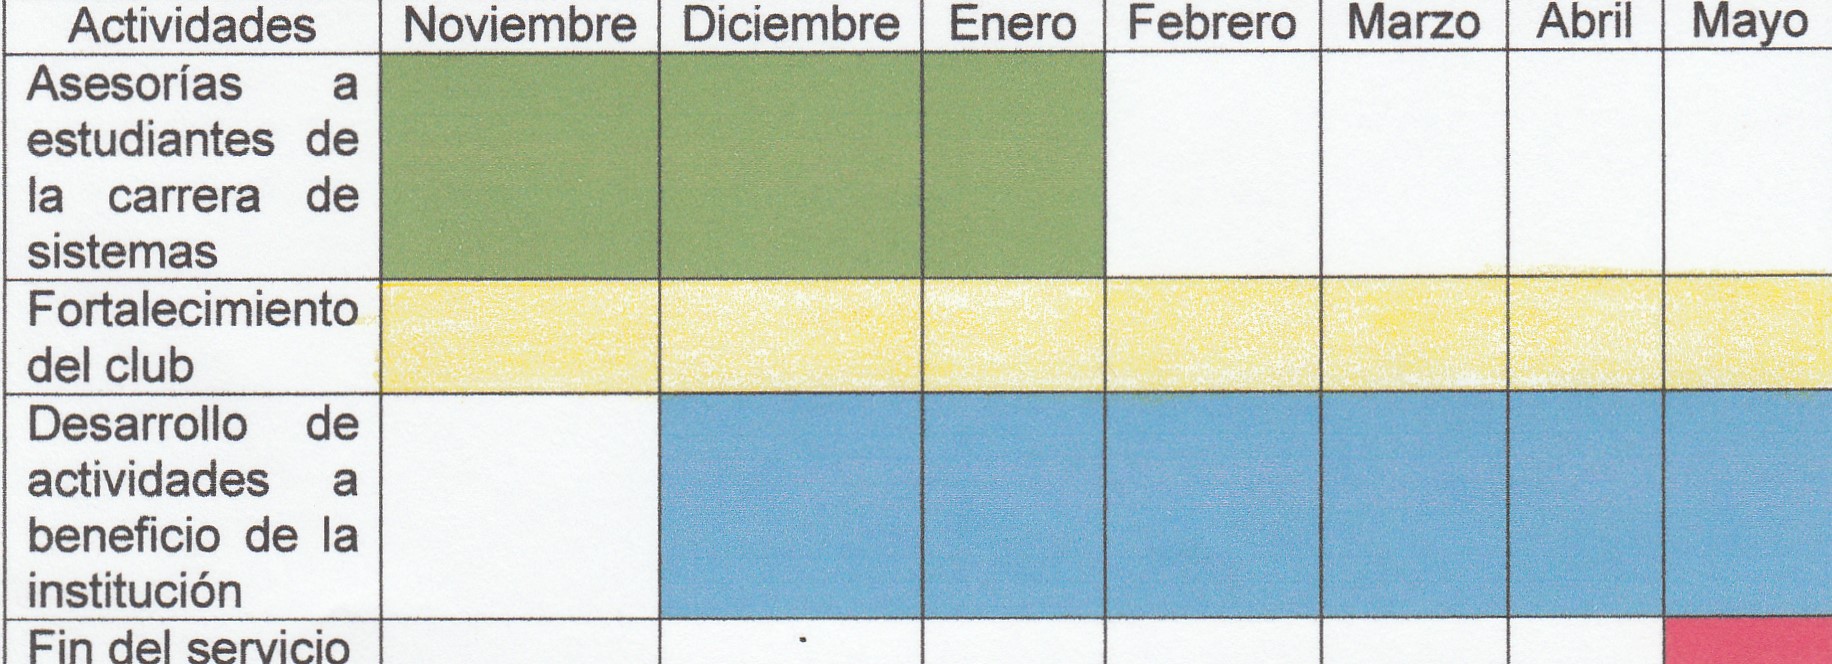 Actividades Noviembre Diciembre Enero Febrero Marzo Abril Mayo
Asesorías a
estudiantes de
la carrera de
sistemas
Fortalecimiento
del club
Desarrollo de
actividades a
beneficio de la
institución
Fin del servicio